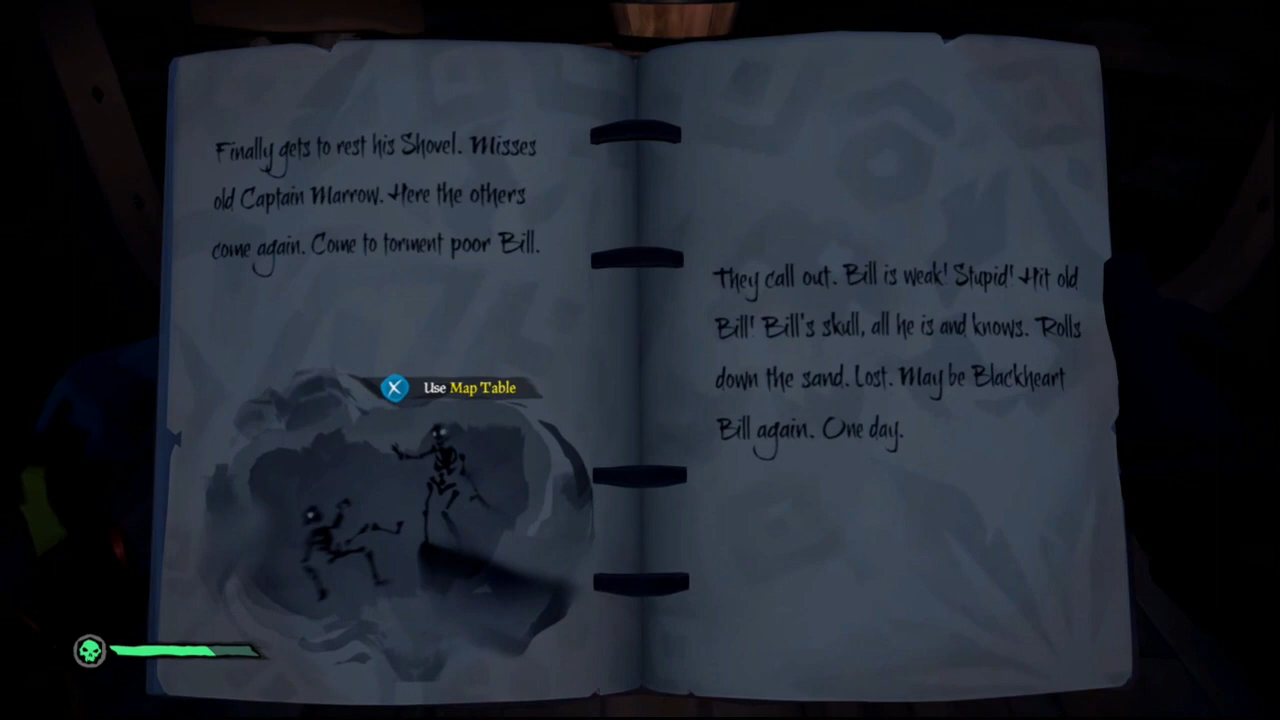 Finally gets to rest his Shovel. Misses
old Captain Marrow. Here the others
come again. Come to torment poor Bill.
Use Map Table
They call out. Bill is weak! Stupid! Hit old
Bill! Bill's skull, all he is and knows. Rolls
down the sand. Lost. May be Blackheart
Bill again. One day.